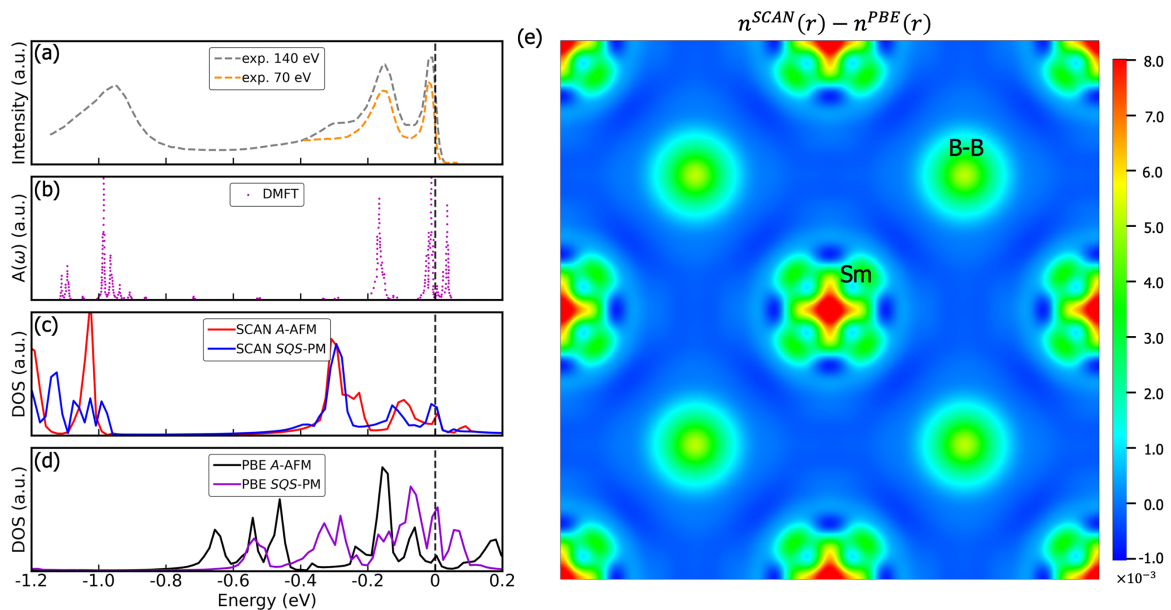 n^SCAN(r) − n^PBE(r)
(a)
exp. 140 eV
exp. 70 eV
Intensity (a.u.)
(b)
DMFT
A(ω) (a.u.)
(c)
SCAN A-AFM
SCAN SQS-PM
DOS (a.u.)
(d)
PBE A-AFM
PBE SQS-PM
DOS (a.u.)
-1.2 -1.0 -0.8 -0.6 -0.4 -0.2 0 0.2
Energy (eV)
(e)
B-B
Sm
8.0
7.0
6.0
5.0
4.0
3.0
2.0
1.0
0.0
-1.0
×10⁻³